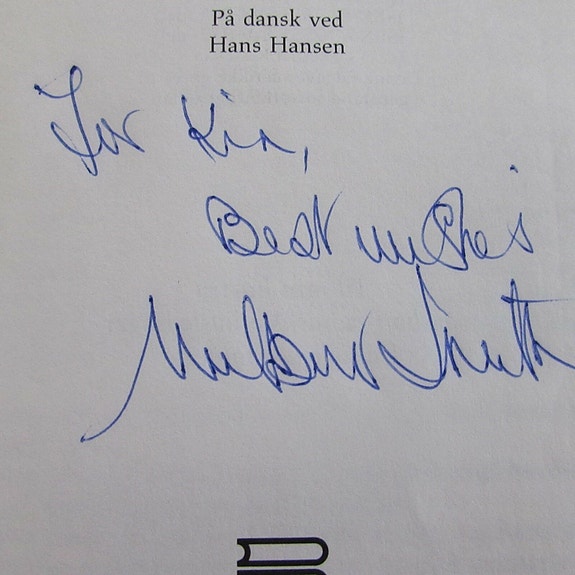 På dansk ved
Hans Hansen
For Kim,
Best wishes
Wilbur Smith